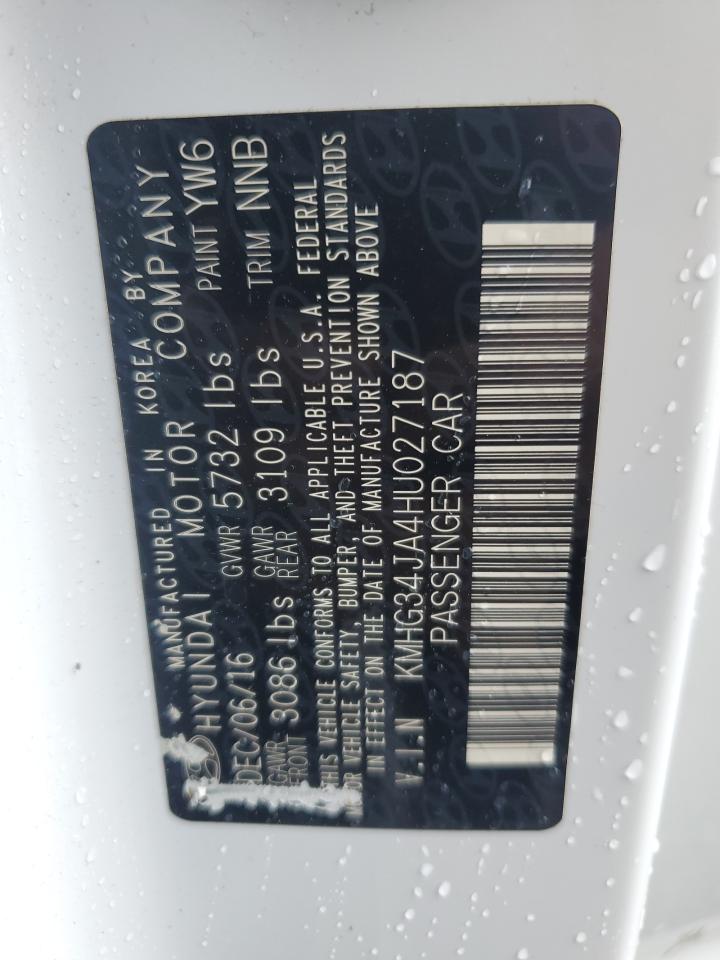 MANUFACTURED IN KOREA BY
HYUNDAI MOTOR COMPANY
DEC/06/16 GVWR 5732 lbs PAINT YW6
GAWR FRONT 3086 lbs GAWR REAR 3109 lbs TRIM NNB
THIS VEHICLE CONFORMS TO ALL APPLICABLE U.S.A. FEDERAL
MOTOR VEHICLE SAFETY, BUMPER, AND THEFT PREVENTION STANDARDS
IN EFFECT ON THE DATE OF MANUFACTURE SHOWN ABOVE
V.I.N KMHG34JA4HU027187
PASSENGER CAR